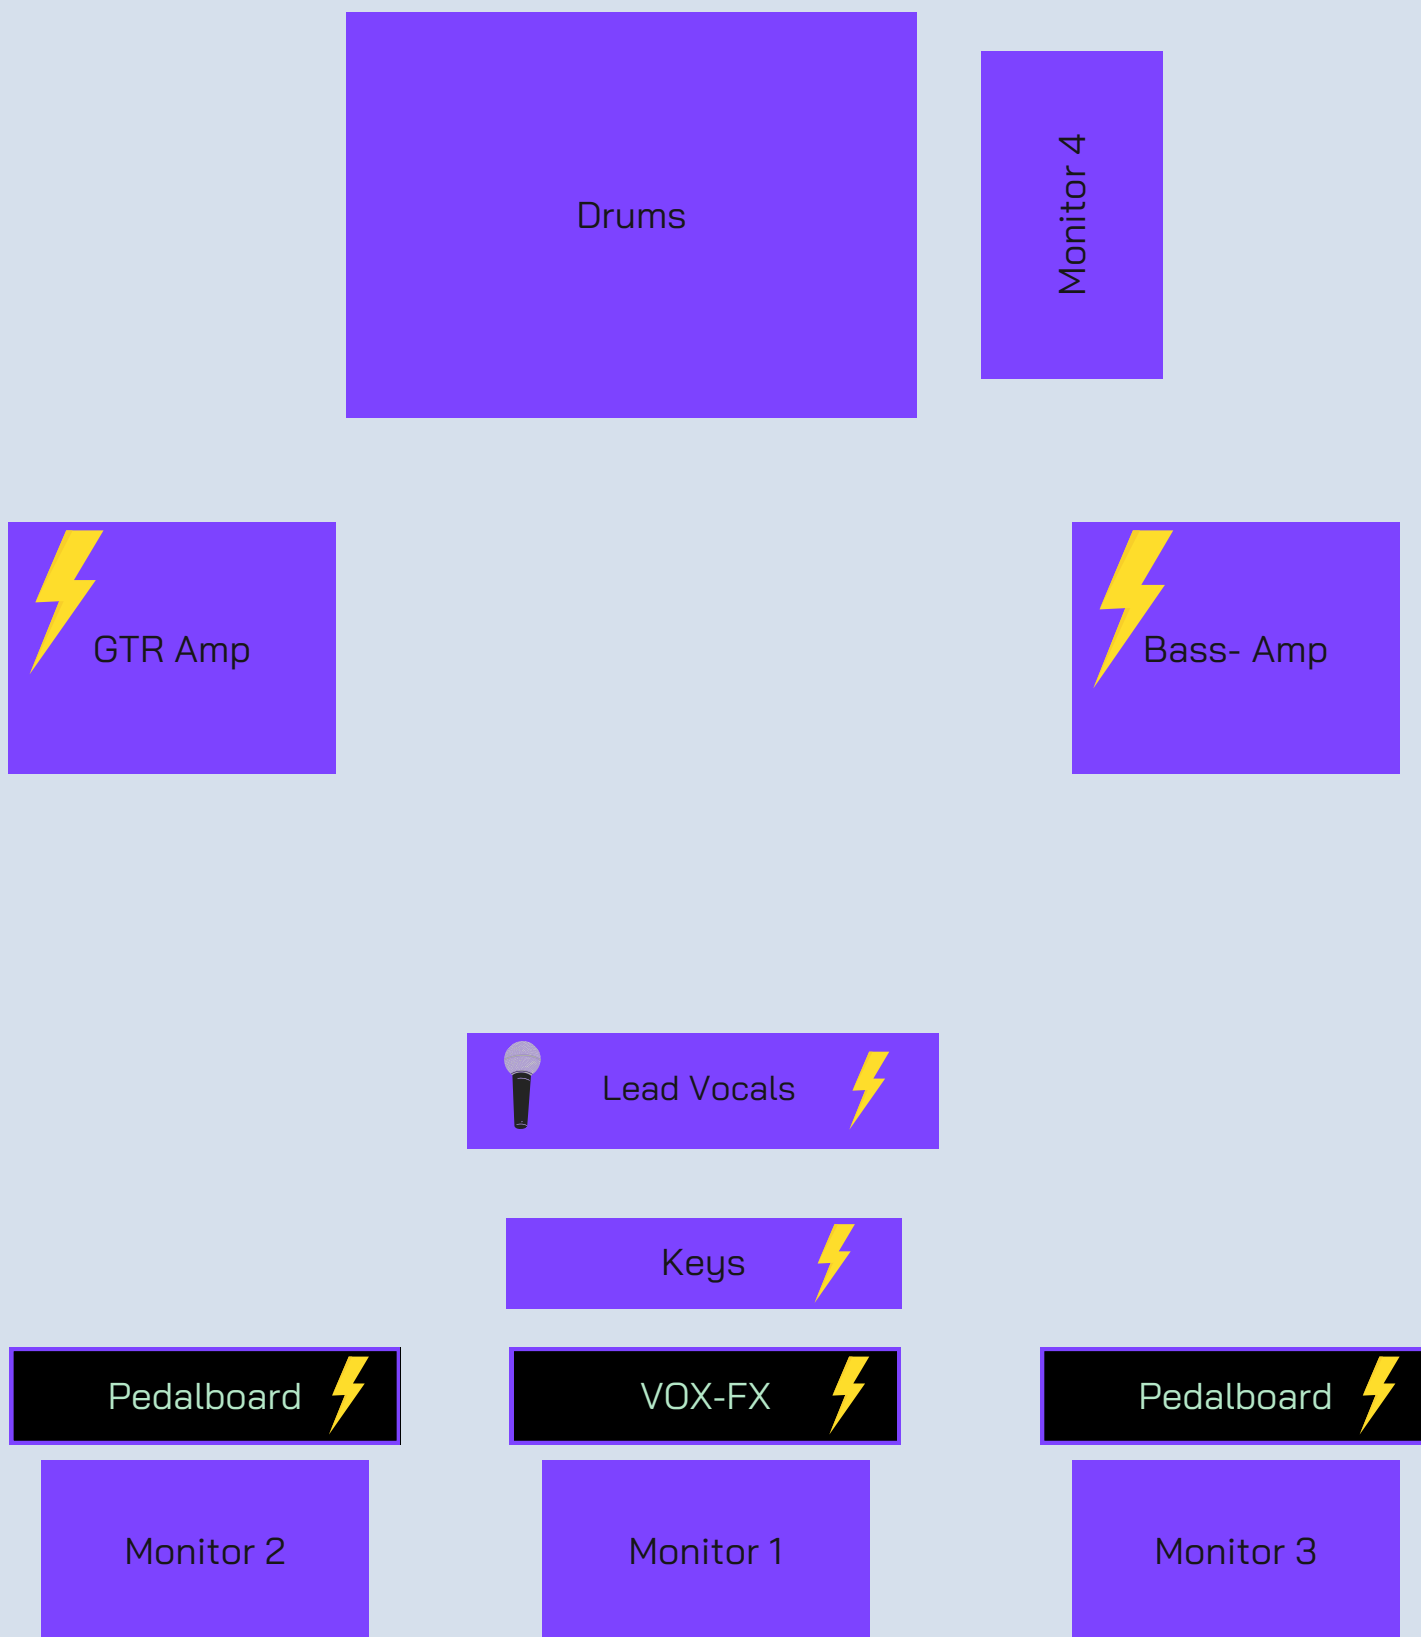 Drums
Monitor 4
GTR Amp
Bass- Amp
Lead Vocals
Keys
Pedalboard
VOX-FX
Pedalboard
Monitor 2
Monitor 1
Monitor 3